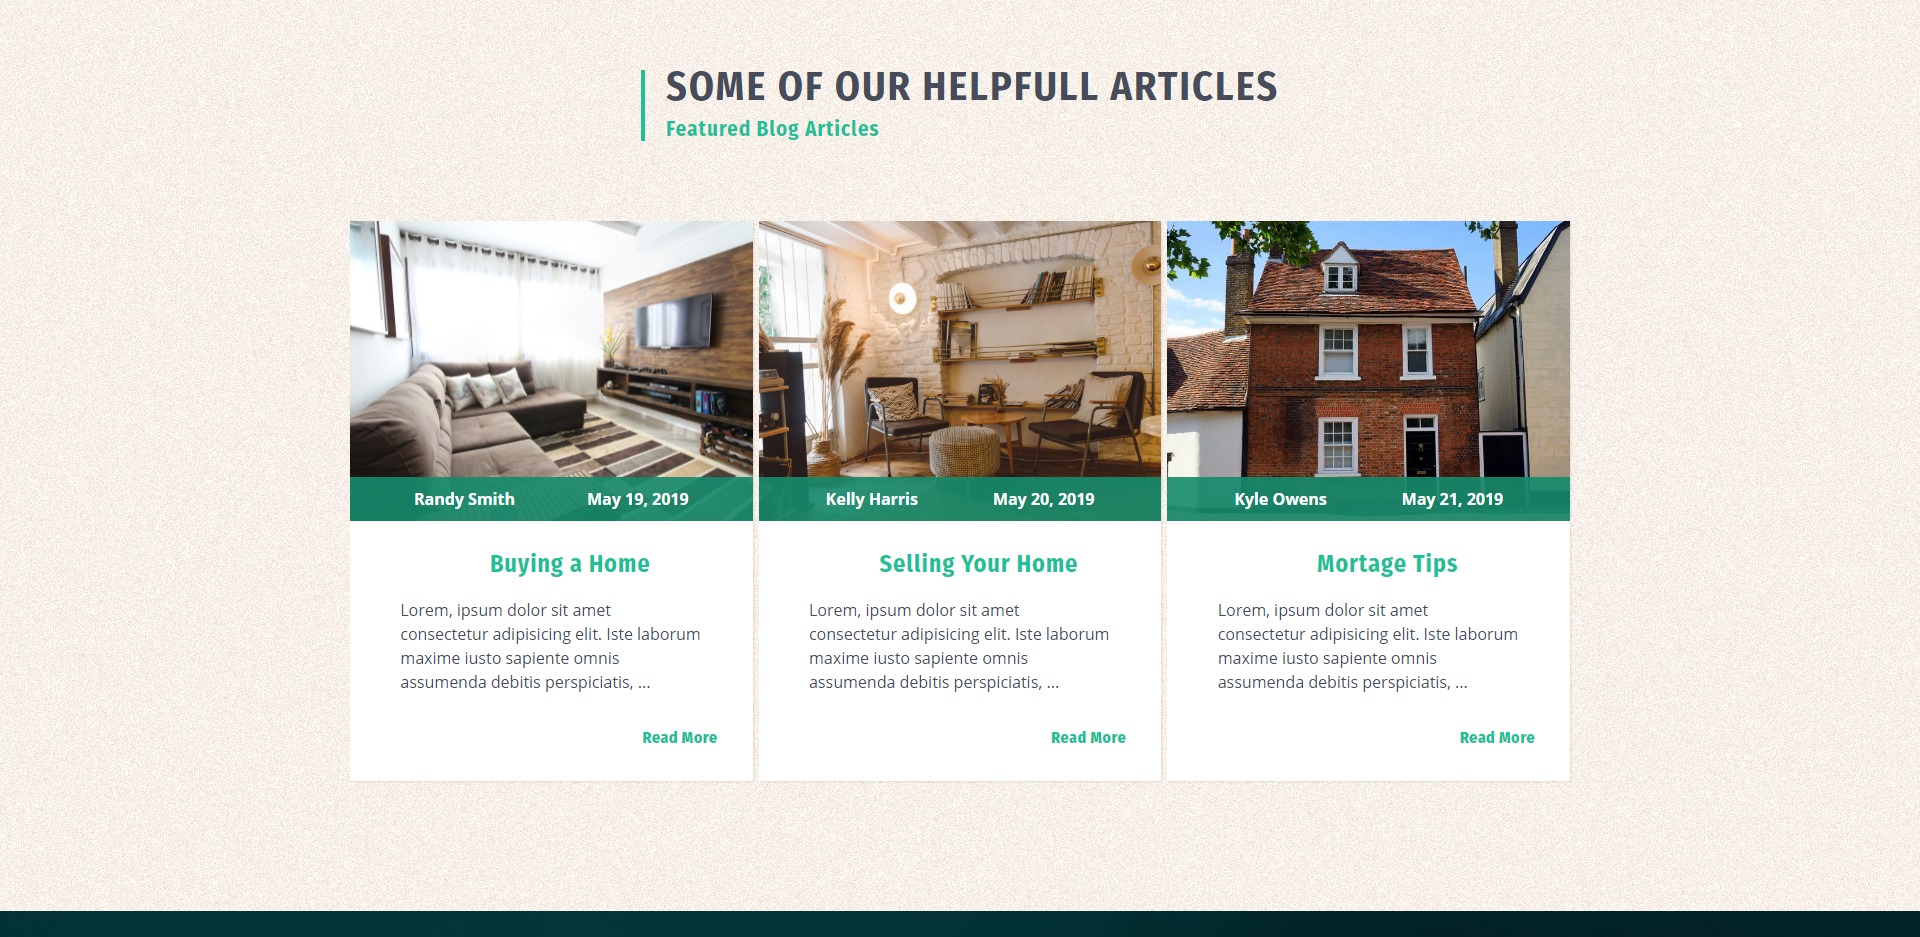 SOME OF OUR HELPFULL ARTICLES
Featured Blog Articles
Randy Smith May 19, 2019
Buying a Home
Lorem, ipsum dolor sit amet
consectetur adipisicing elit. Iste laborum
maxime iusto sapiente omnis
assumenda debitis perspiciatis, ...
Read More
Kelly Harris May 20, 2019
Selling Your Home
Lorem, ipsum dolor sit amet
consectetur adipisicing elit. Iste laborum
maxime iusto sapiente omnis
assumenda debitis perspiciatis, ...
Read More
Kyle Owens May 21, 2019
Mortage Tips
Lorem, ipsum dolor sit amet
consectetur adipisicing elit. Iste laborum
maxime iusto sapiente omnis
assumenda debitis perspiciatis, ...
Read More